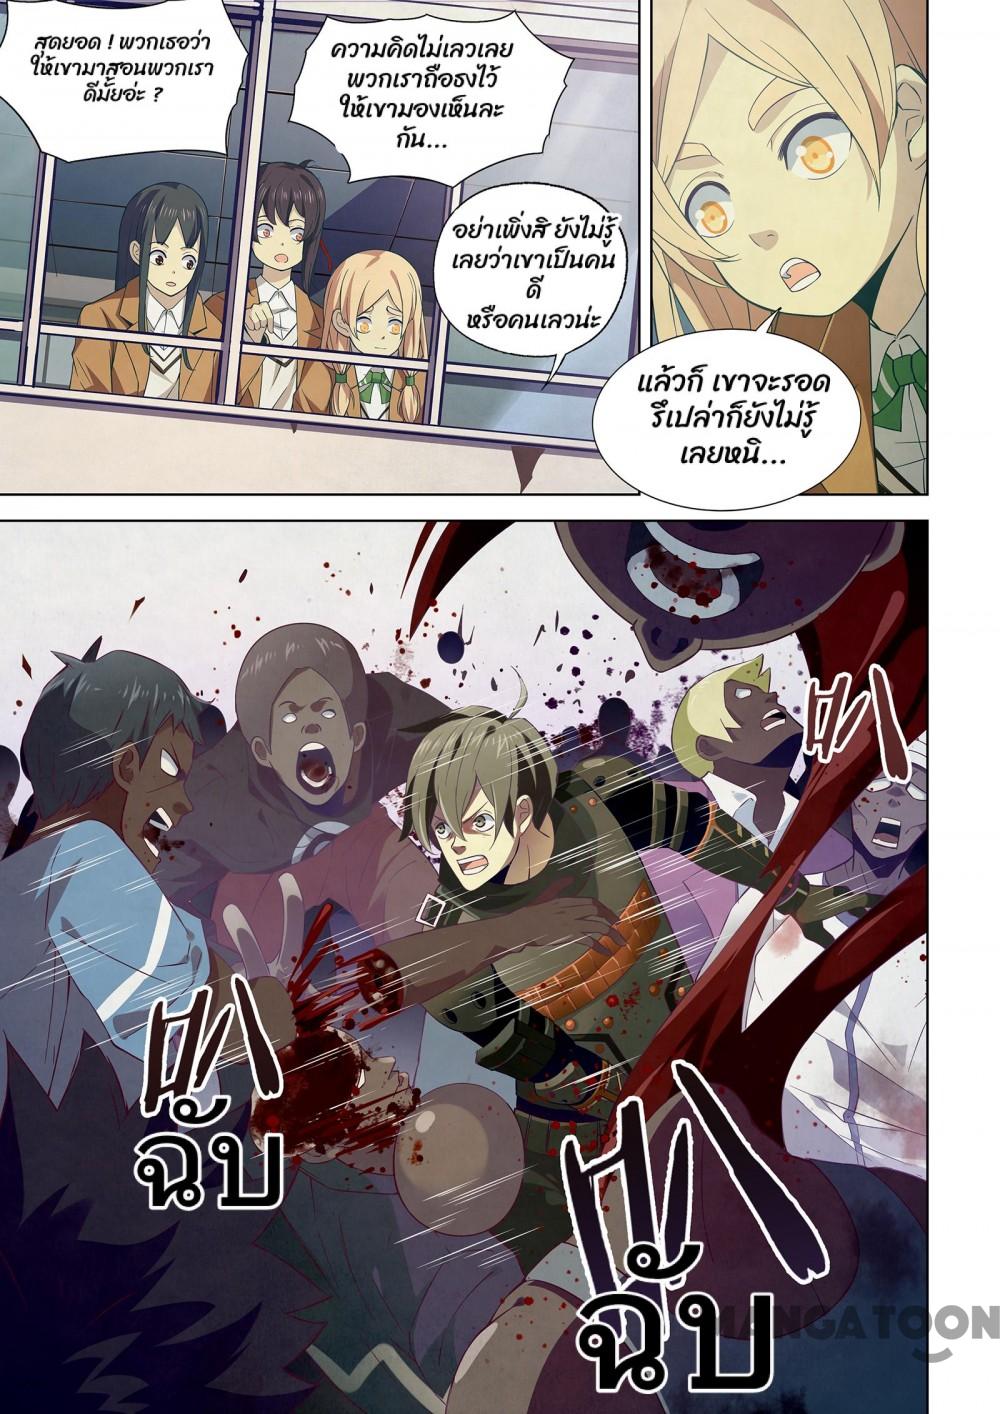 สุดยอด ! พวกเธอว่า
ให้เขามาสอนพวกเรา
ดีมั้ยอ่ะ ?
ความคิดไม่เลวเลย
พวกเราถือธงไว้
ให้เขามองเห็นละ
กัน...
อย่าเพิ่งสิ ยังไม่รู้
เลยว่าเขาเป็นคน
ดี
หรือคนเลวน่ะ
แล้วก็ เขาจะรอด
รึเปล่าก็ยังไม่รู้
เลยหนิ...
ฉับ
ฉับ
MANGATOON